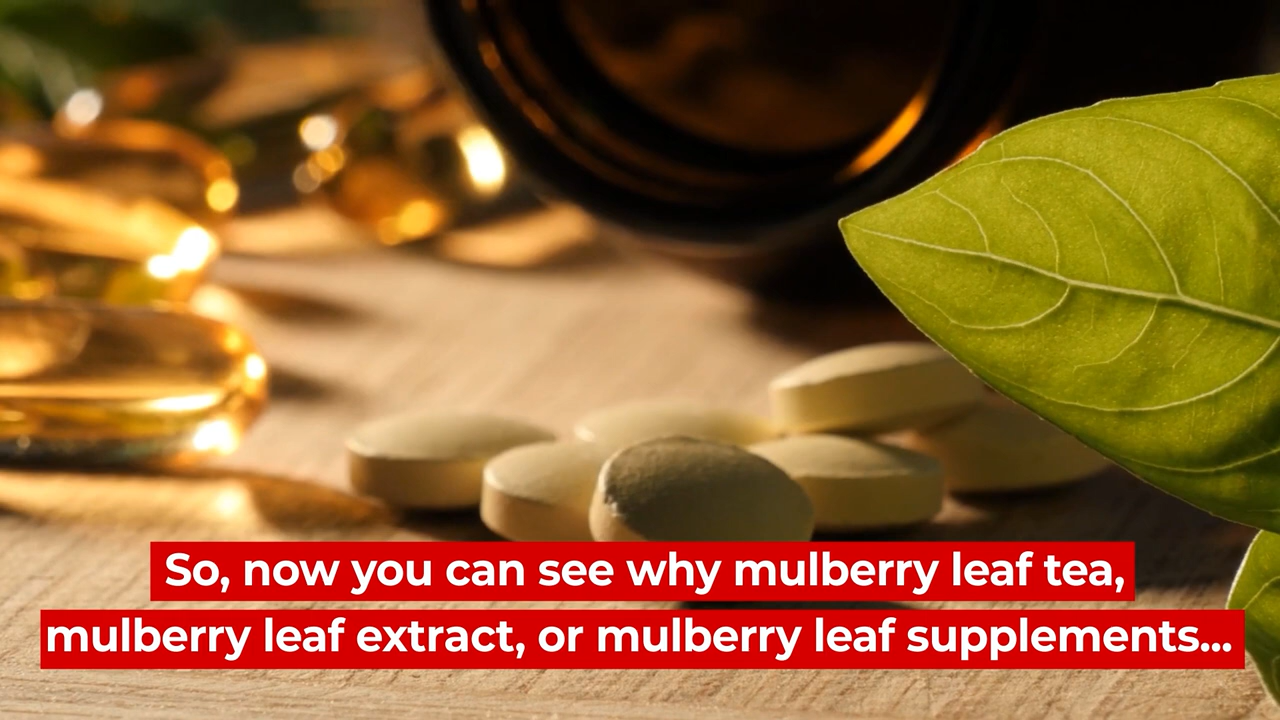 So, now you can see why mulberry leaf tea,
mulberry leaf extract, or mulberry leaf supplements...